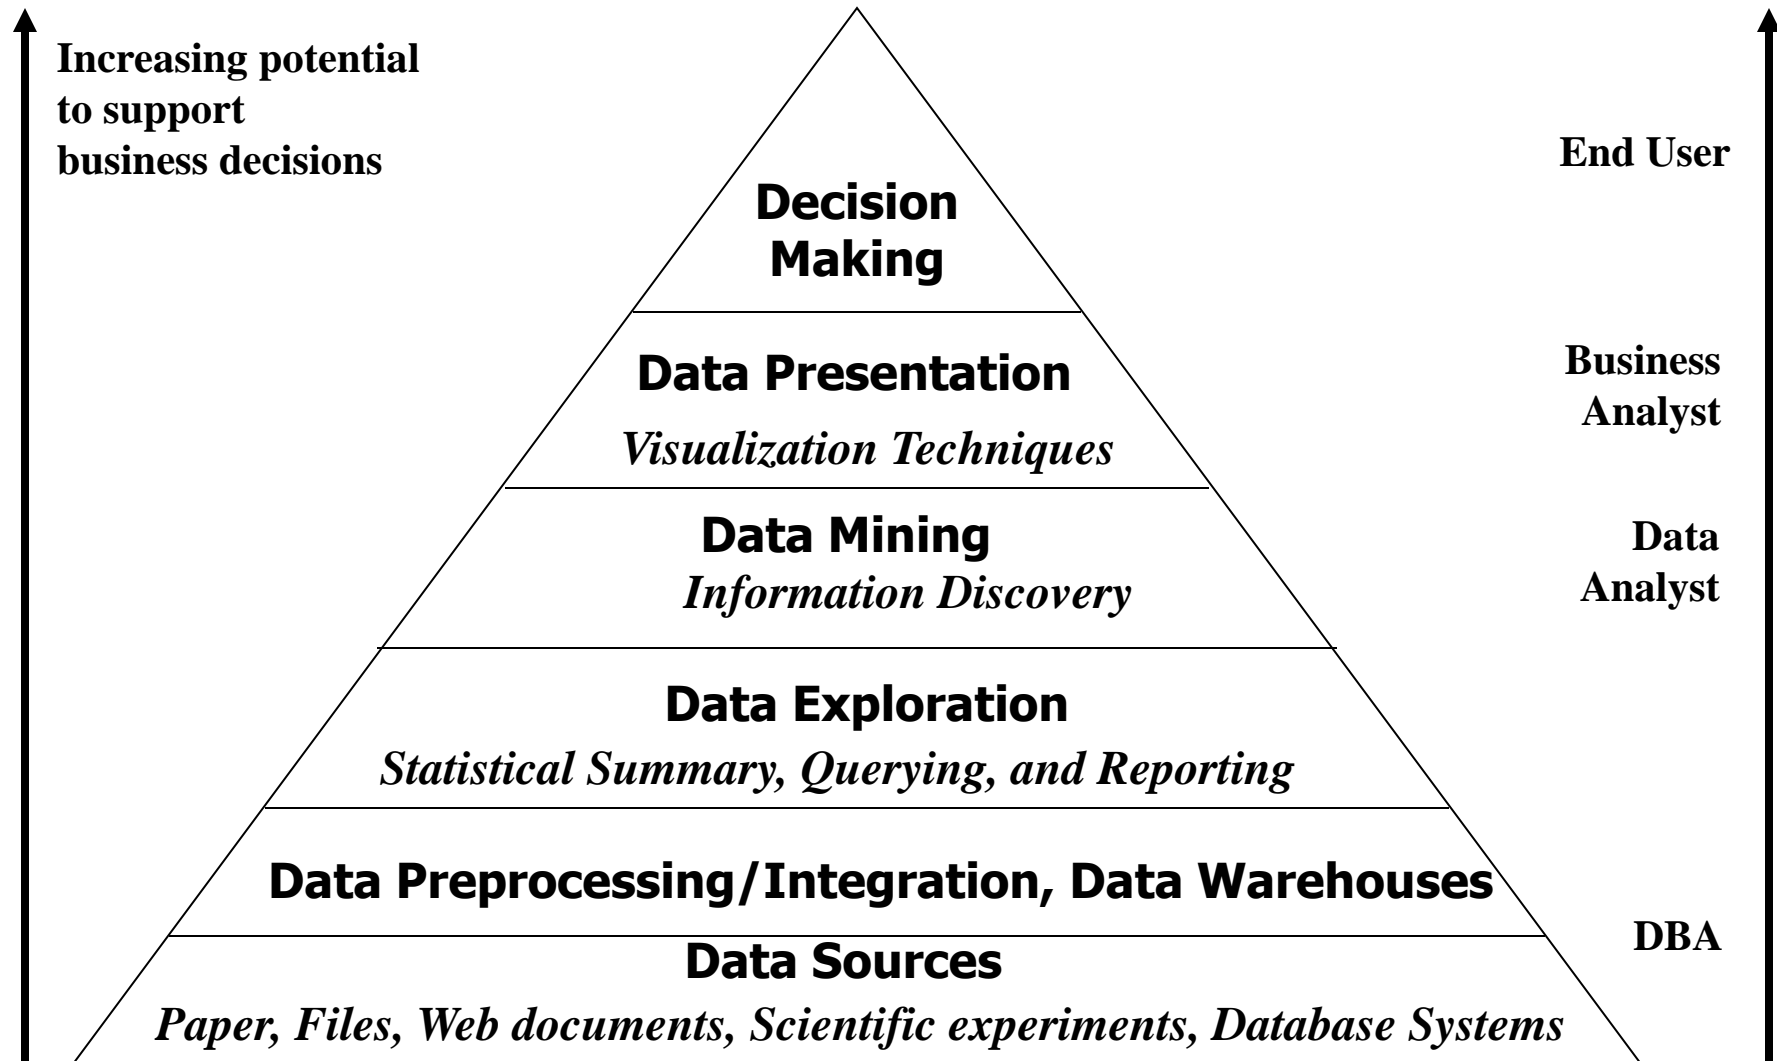 Increasing potential
to support
business decisions
End User
Decision
Making
Data Presentation
Visualization Techniques
Business
Analyst
Data Mining
Information Discovery
Data
Analyst
Data Exploration
Statistical Summary, Querying, and Reporting
Data Preprocessing/Integration, Data Warehouses
DBA
Data Sources
Paper, Files, Web documents, Scientific experiments, Database Systems